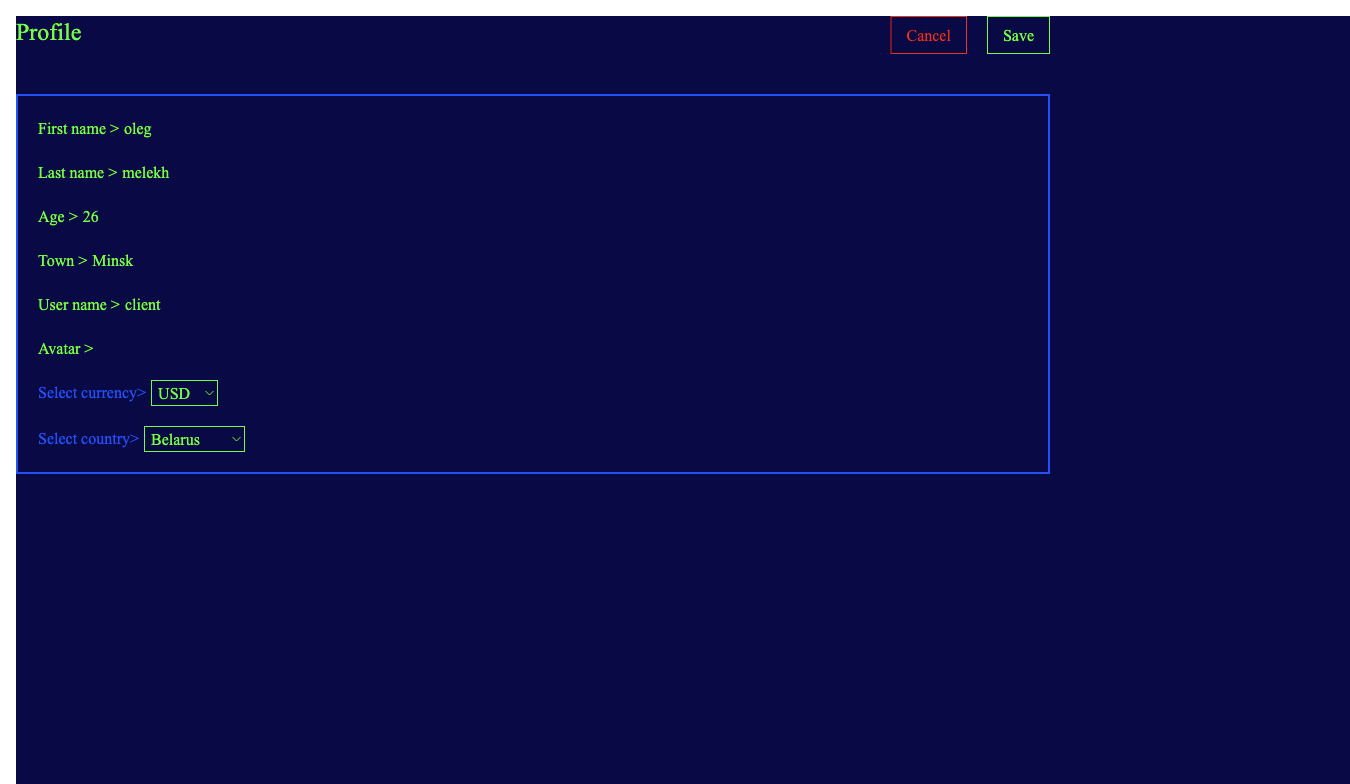 Profile
Cancel
Save
First name > oleg
Last name > melekh
Age > 26
Town > Minsk
User name > client
Avatar >
Select currency> USD
Select country> Belarus